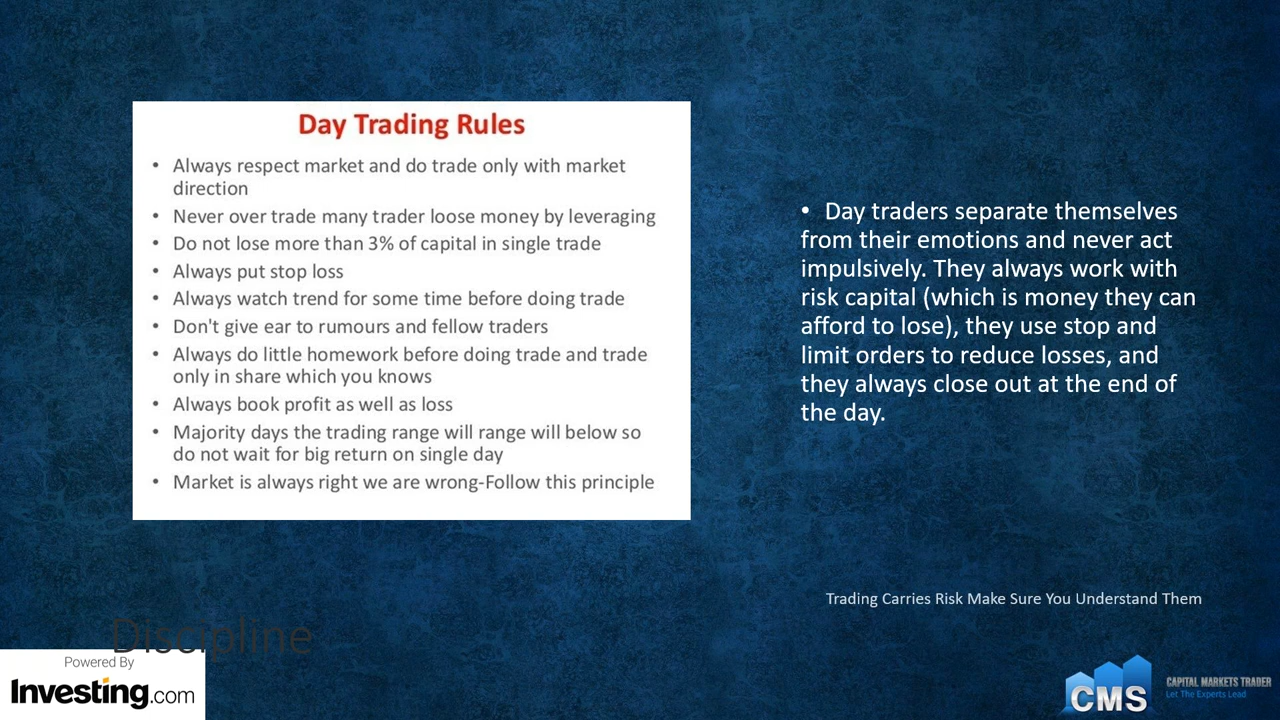 Day Trading Rules
• Always respect market and do trade only with market
direction
• Never over trade many trader loose money by leveraging
• Do not lose more than 3% of capital in single trade
• Always put stop loss
• Always watch trend for some time before doing trade
• Don't give ear to rumours and fellow traders
• Always do little homework before doing trade and trade
only in share which you knows
• Always book profit as well as loss
• Majority days the trading range will range will below so
do not wait for big return on single day
• Market is always right we are wrong-Follow this principle
• Day traders separate themselves
from their emotions and never act
impulsively. They always work with
risk capital (which is money they can
afford to lose), they use stop and
limit orders to reduce losses, and
they always close out at the end of
the day.
Trading Carries Risk Make Sure You Understand Them
Discipline
Powered By
Investing.com
CMS
CAPITAL MARKETS TRADER
Let The Experts Lead